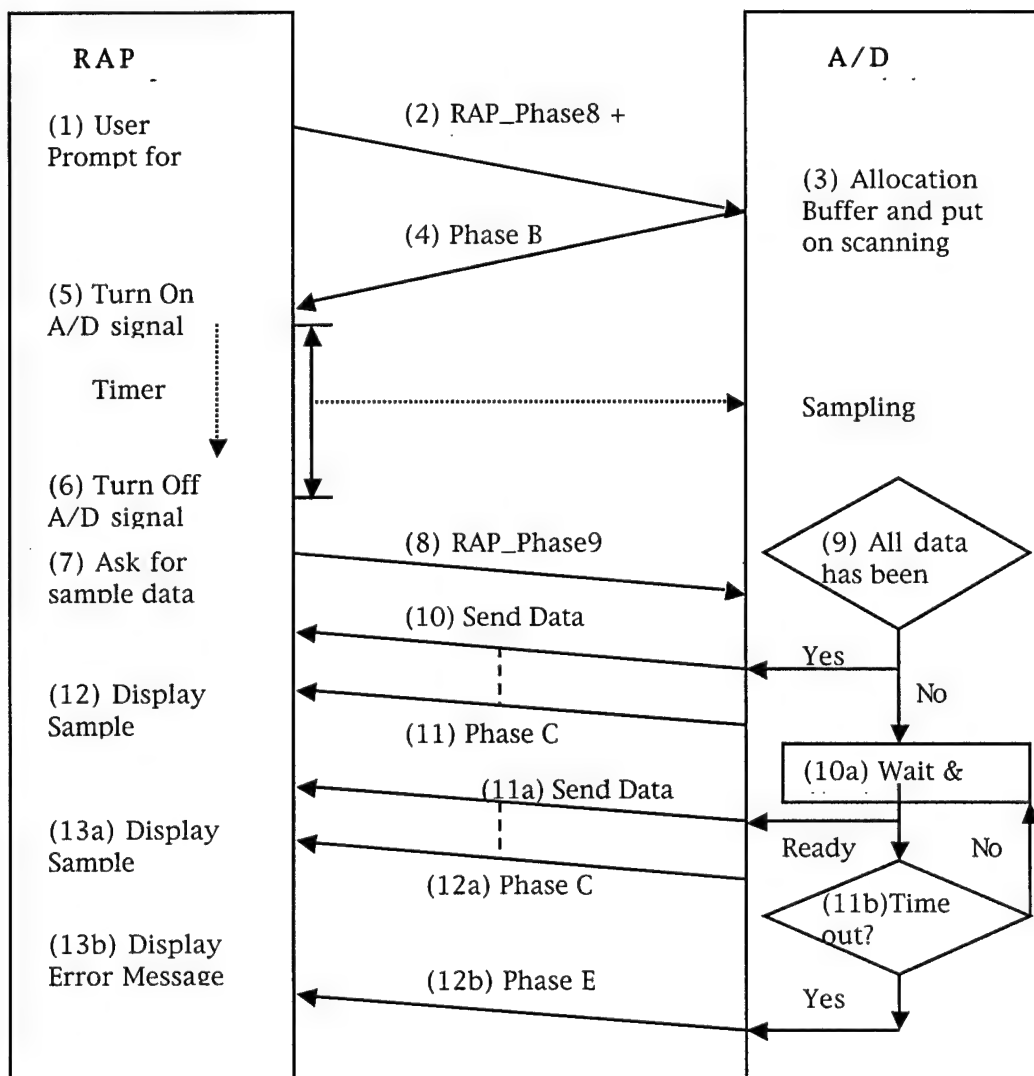 RAP
A/D
(1) User
Prompt for
(2) RAP_Phase8 +
(3) Allocation
Buffer and put
on scanning
(4) Phase B
(5) Turn On
A/D signal
Timer
Sampling
(6) Turn Off
A/D signal
(7) Ask for
sample data
(8) RAP_Phase9
(9) All data
has been
(10) Send Data
Yes
No
(12) Display
Sample
(11) Phase C
(10a) Wait &
(11a) Send Data
(13a) Display
Sample
Ready
No
(12a) Phase C
(11b)Time
out?
(13b) Display
Error Message
(12b) Phase E
Yes